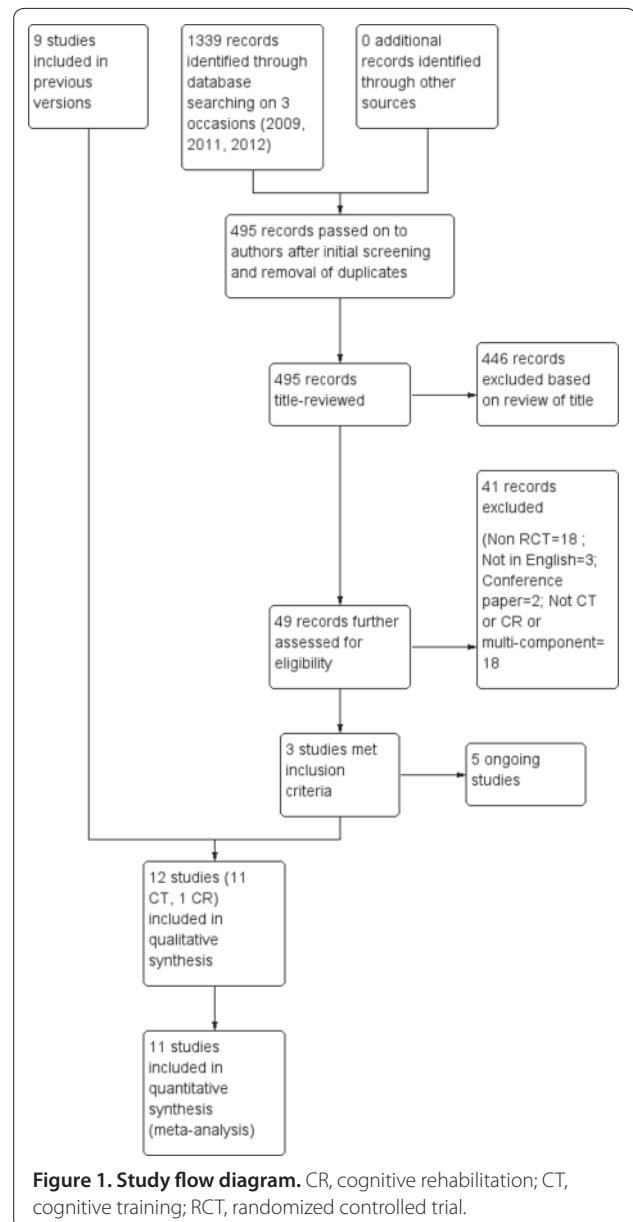 9 studies
included in
previous
versions
1339 records
identified through
database
searching on 3
occasions (2009,
2011, 2012)
0 additional
records identified
through other
sources
495 records passed on to
authors after initial screening
and removal of duplicates
495 records
title-reviewed
446 records
excluded based
on review of title
49 records further
assessed for
eligibility
41 records
excluded
(Non RCT=18 ;
Not in English=3;
Conference
paper=2; Not CT
or CR or
multi-component=
18
3 studies met
inclusion
criteria
5 ongoing
studies
12 studies (11
CT, 1 CR)
included in
qualitative
synthesis
11 studies
included in
quantitative
synthesis
(meta-analysis)
Figure 1. Study flow diagram. CR, cognitive rehabilitation; CT,
cognitive training; RCT, randomized controlled trial.